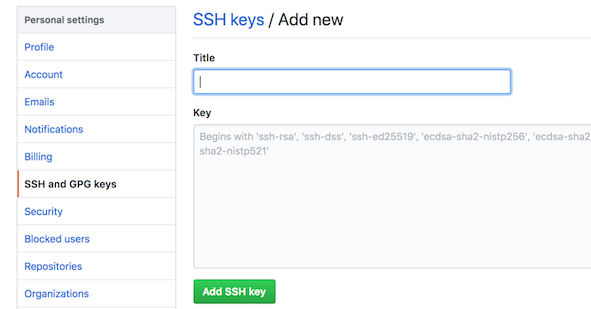 Personal settings
Profile
Account
Emails
Notifications
Billing
SSH and GPG keys
Security
Blocked users
Repositories
Organizations
SSH keys / Add new
Title
Key
Begins with 'ssh-rsa', 'ssh-dss', 'ssh-ed25519', 'ecdsa-sha2-nistp256', 'ecdsa-sha2
sha2-nistp521'
Add SSH key